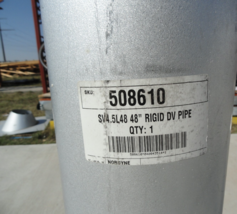 SKU:
508610
SV4.5L48 48" RIGID DV PIPE
QTY: 1